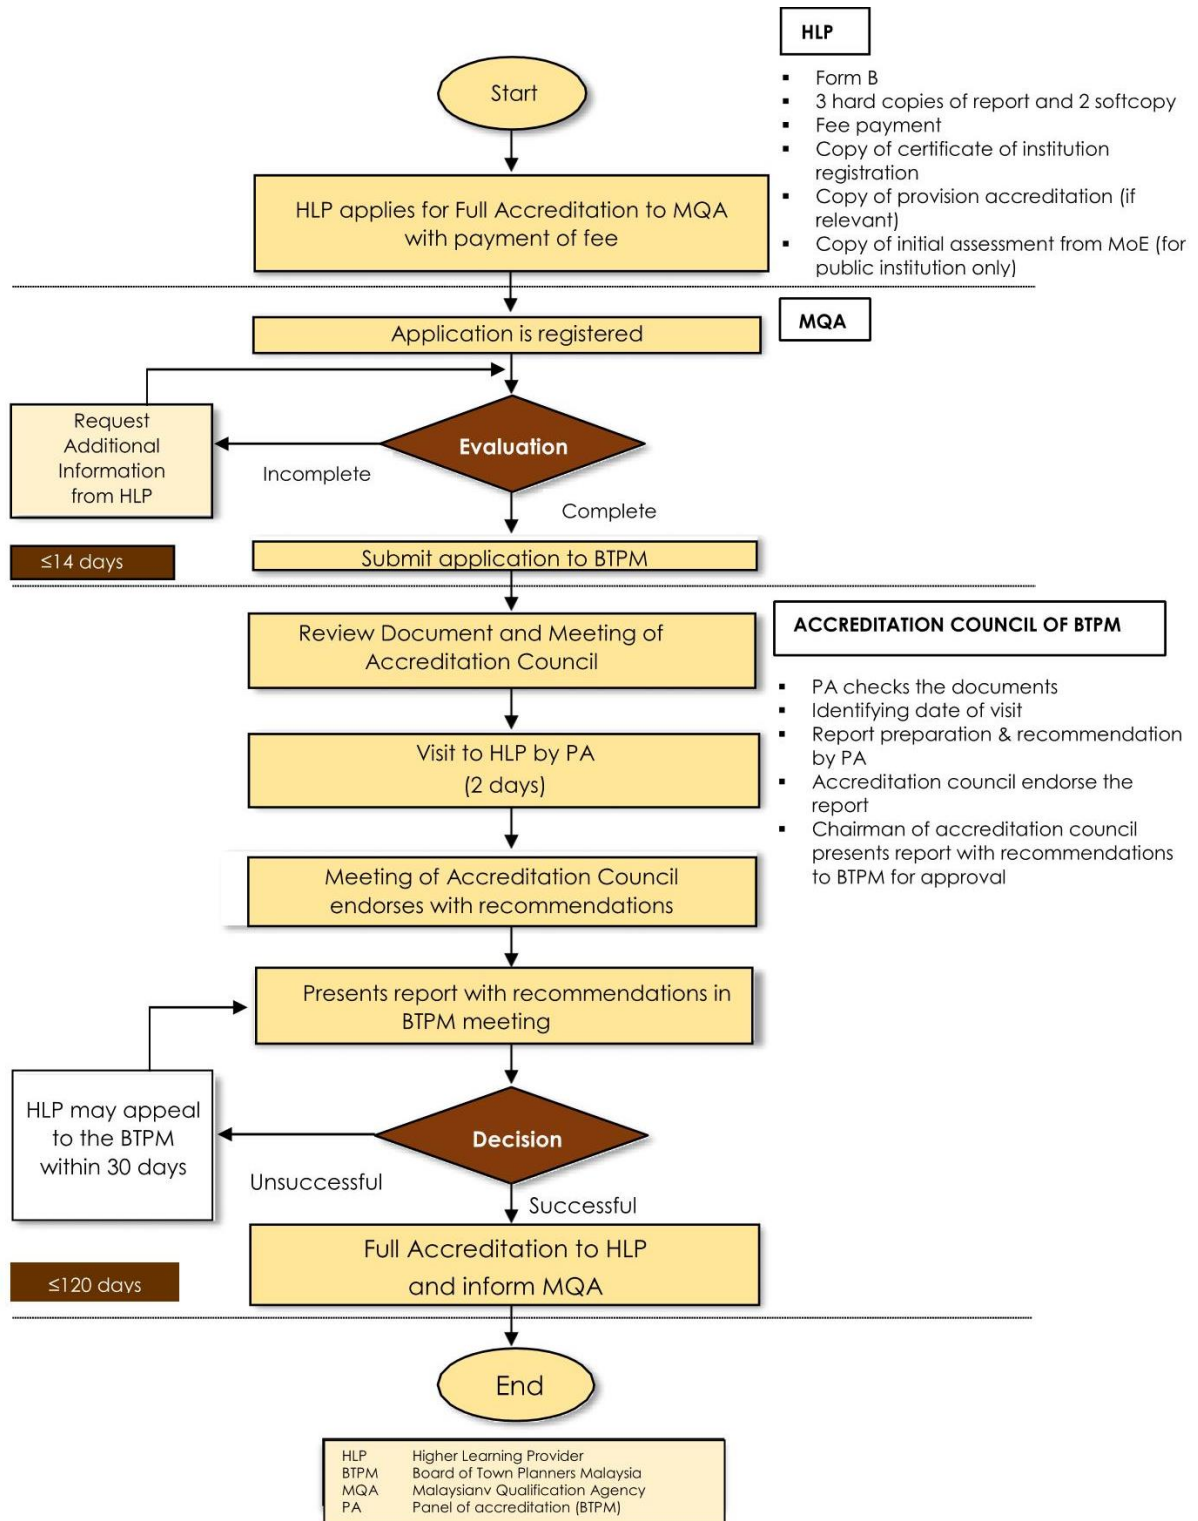 HLP
▪ Form B
▪ 3 hard copies of report and 2 softcopy
▪ Fee payment
▪ Copy of certificate of institution
registration
▪ Copy of provision accreditation (if
relevant)
▪ Copy of initial assessment from MoE (for
public institution only)
Start
HLP applies for Full Accreditation to MQA
with payment of fee
MQA
Application is registered
Evaluation
Incomplete
Request
Additional
Information
from HLP
Complete
≤14 days
Submit application to BTPM
ACCREDITATION COUNCIL OF BTPM
▪ PA checks the documents
▪ Identifying date of visit
▪ Report preparation & recommendation
by PA
▪ Accreditation council endorse the
report
▪ Chairman of accreditation council
presents report with recommendations
to BTPM for approval
Review Document and Meeting of
Accreditation Council
Visit to HLP by PA
(2 days)
Meeting of Accreditation Council
endorses with recommendations
Presents report with recommendations in
BTPM meeting
Decision
Unsuccessful
HLP may appeal
to the BTPM
within 30 days
Successful
Full Accreditation to HLP
and inform MQA
≤120 days
End
HLP Higher Learning Provider
BTPM Board of Town Planners Malaysia
MQA Malaysianv Qualification Agency
PA Panel of accreditation (BTPM)